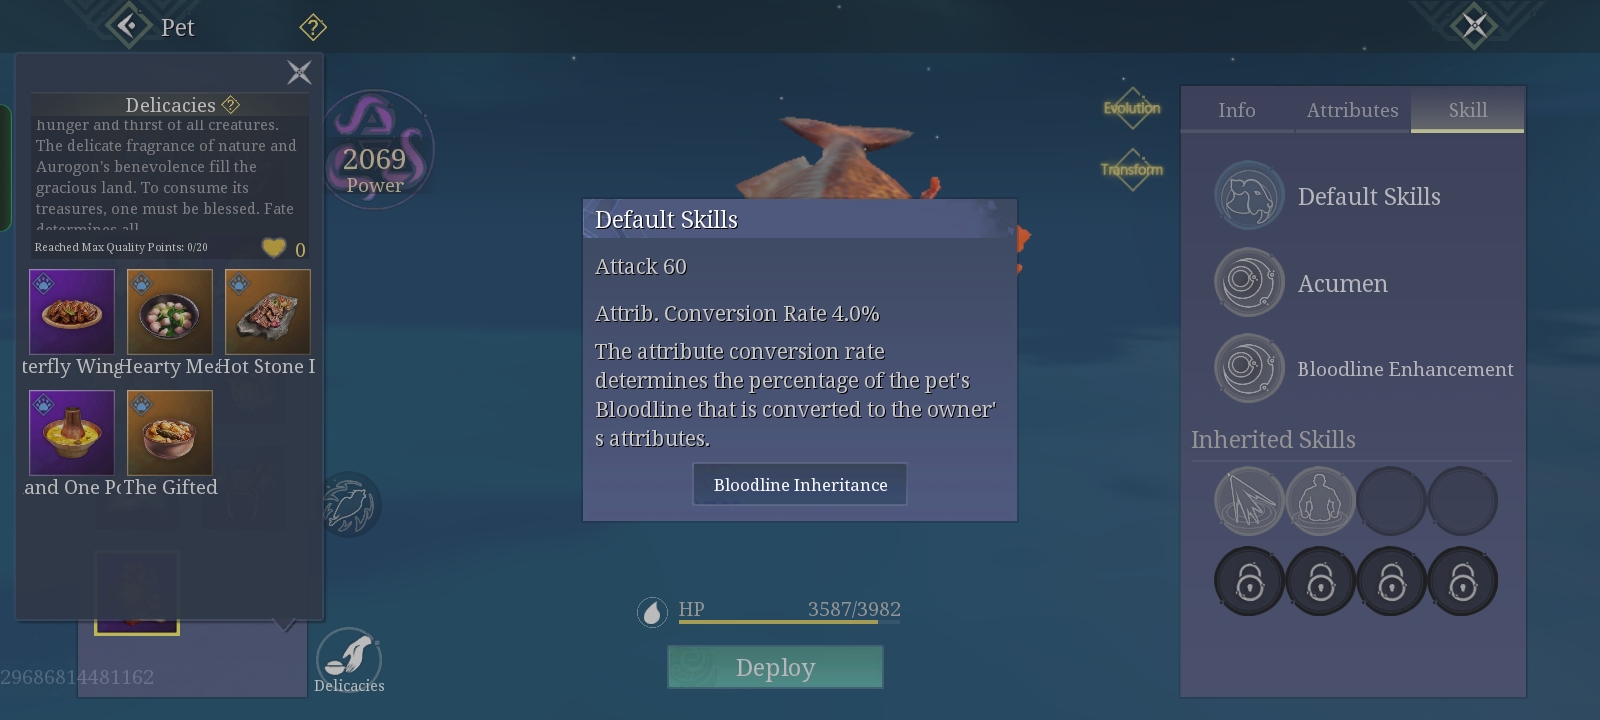 Pet
Delicacies
hunger and thirst of all creatures.
The delicate fragrance of nature and
Aurogon's benevolence fill the
gracious land. To consume its
treasures, one must be blessed. Fate
determines all
Reached Max Quality Points: 0/20
0
terfly Wing
Hearty Mea
Hot Stone I
and One Po
The Gifted
29686814481162
Delicacies
2069
Power
Default Skills
Attack 60
Attrib. Conversion Rate 4.0%
The attribute conversion rate
determines the percentage of the pet's
Bloodline that is converted to the owner'
s attributes.
Bloodline Inheritance
HP
3587/3982
Deploy
Evolution
Transform
Info
Attributes
Skill
Default Skills
Acumen
Bloodline Enhancement
Inherited Skills